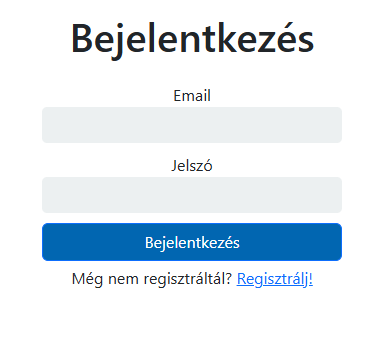 Bejelentkezés
Email
Jelszó
Bejelentkezés
Még nem regisztráltál? Regisztrálj!